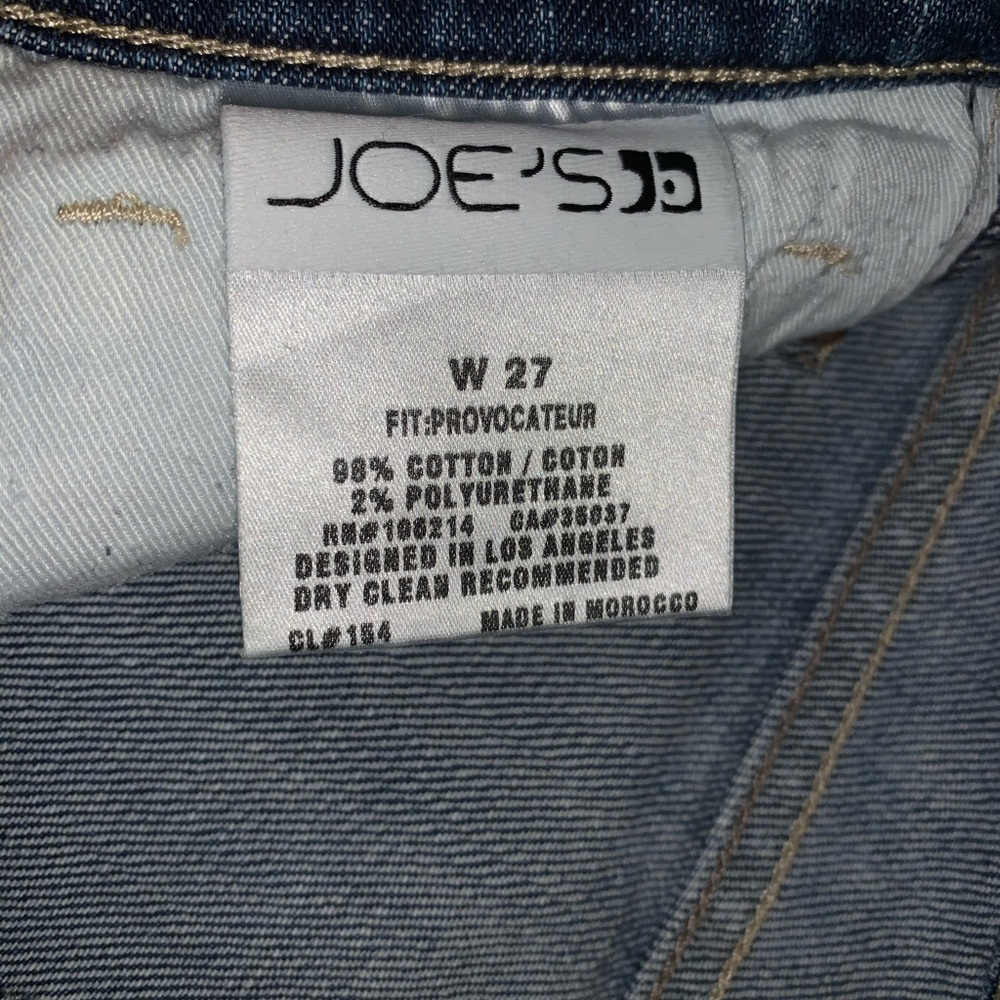 JOE'S
W 27
FIT:PROVOCATEUR
98% COTTON / COTON
2% POLYURETHANE
RN#106214 CA#35037
DESIGNED IN LOS ANGELES
DRY CLEAN RECOMMENDED
CL#154 MADE IN MOROCCO